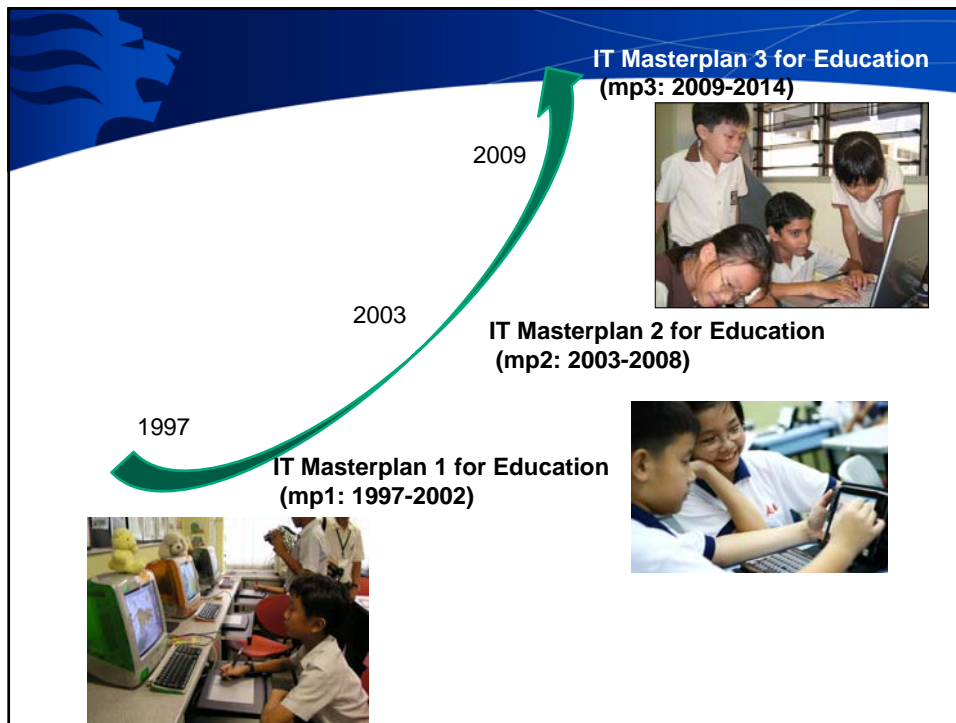 IT Masterplan 3 for Education
(mp3: 2009-2014)
2009
2003
IT Masterplan 2 for Education
(mp2: 2003-2008)
1997
IT Masterplan 1 for Education
(mp1: 1997-2002)